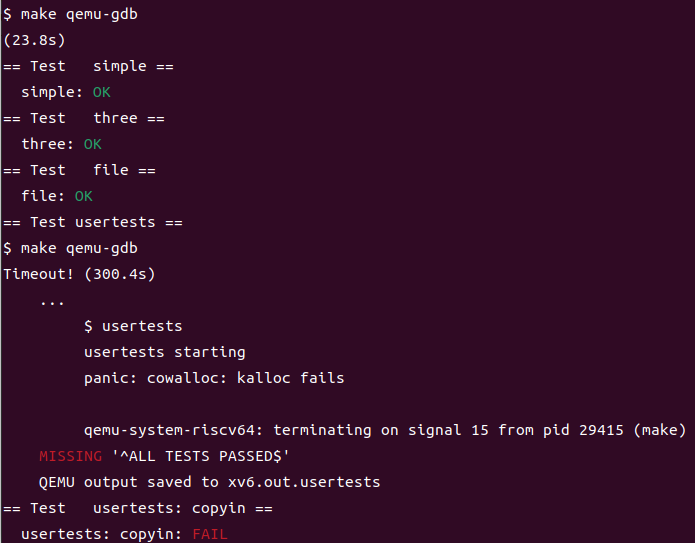 $ make qemu-gdb
(23.8s)
== Test   simple ==
  simple: OK
== Test   three ==
  three: OK
== Test   file ==
  file: OK
== Test usertests ==
$ make qemu-gdb
Timeout! (300.4s)
    ...
         $ usertests
         usertests starting
         panic: cowalloc: kalloc fails

         qemu-system-riscv64: terminating on signal 15 from pid 29415 (make)
    MISSING '^ALL TESTS PASSED$'
    QEMU output saved to xv6.out.usertests
== Test   usertests: copyin ==
  usertests: copyin: FAIL